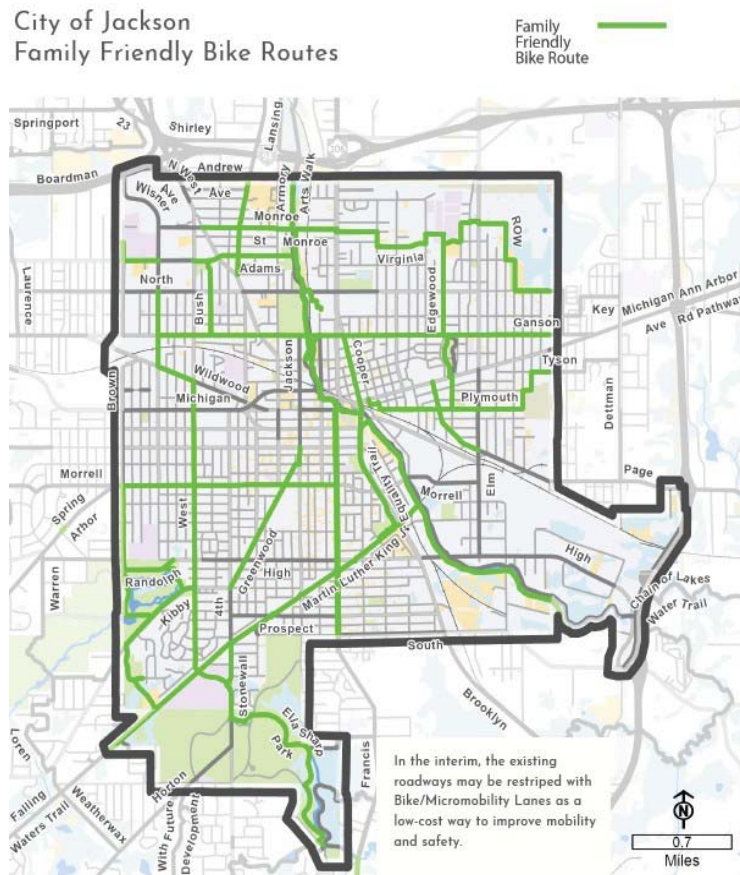 City of Jackson
Family Friendly Bike Routes
Family
Friendly
Bike Route
Springport
23
Shirley
Lansing
Boardman
N West
Andrew
Ave
Wisner
Ave
Armory
Arts Walk
Monroe
St
Monroe
ROW
North
Adams
Virginia
Laurence
Bush
Edgewood
Key
Michigan
Ann Arbor
Ave
Rd Pathway
Ganson
Jackson
Cooper
Tyson
Brown
Wildwood
Michigan
Plymouth
Dettman
Morrell
West
Page
Spring
Arbor
Equality Trail
Morrell
Elm
Greenwood
Warren
Randolph
Kibby
4th
High
Martin Luther King Jr
High
Chain of Lakes
Water Trail
Prospect
South
Stonewall
Ella Sharp
Park
Brooklyn
Loren
Falling
Waters Trail
Weatherwax
Horton
With Future
Development
Francis
In the interim, the existing
roadways may be restriped with
Bike/Micromobility Lanes as a
low-cost way to improve mobility
and safety.
N
0.7
Miles